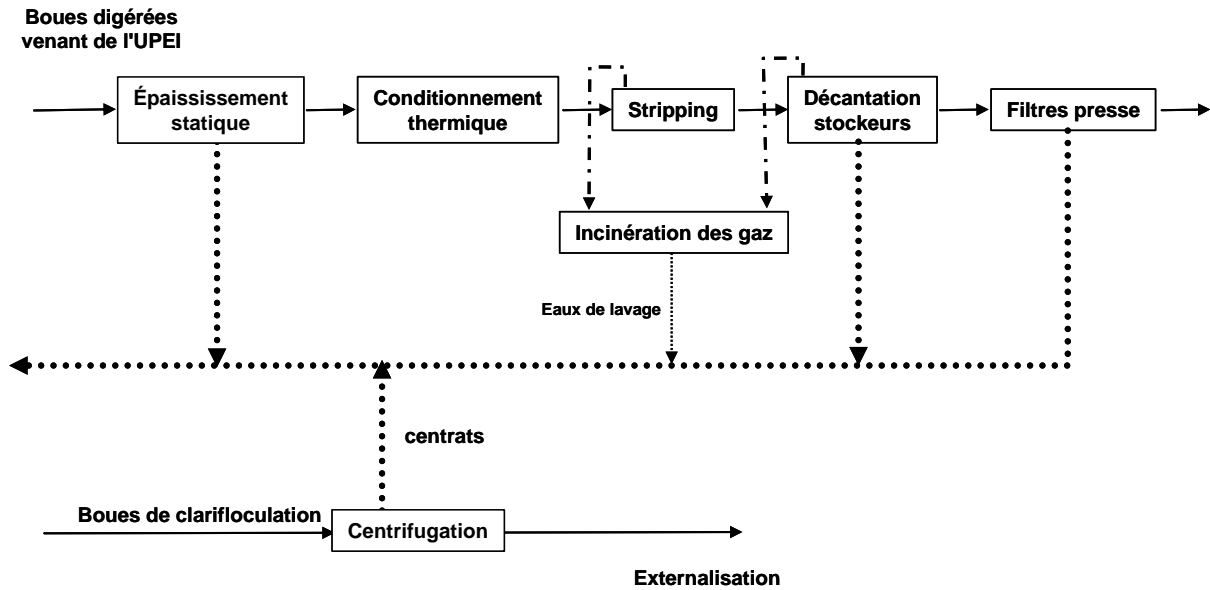 Boues digérées
venant de l'UPEI
Épaississement
statique
Conditionnement
thermique
Stripping
Décantation
stockeurs
Filtres presse
Incinération des gaz
Eaux de lavage
centrats
Boues de clarifloculation
Centrifugation
Externalisation